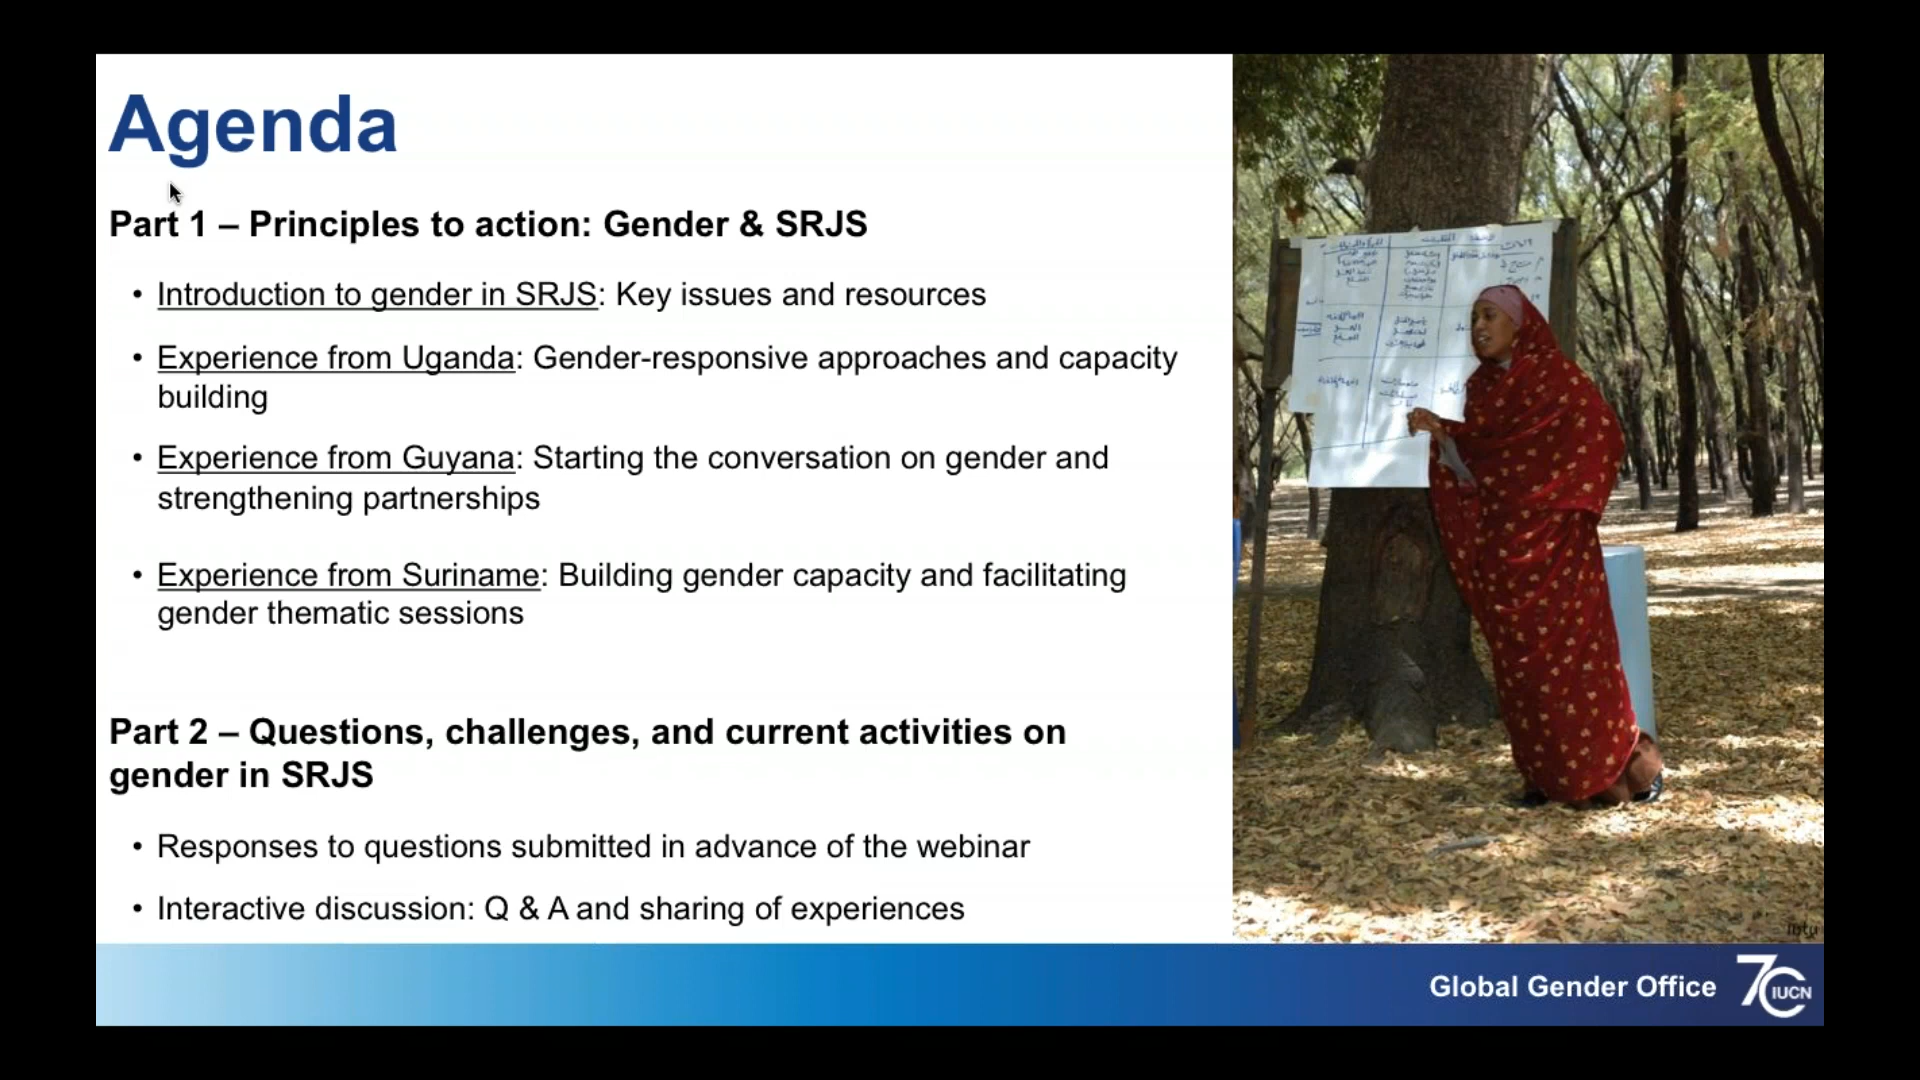 Agenda
Part 1 – Principles to action: Gender & SRJS
• Introduction to gender in SRJS: Key issues and resources
• Experience from Uganda: Gender-responsive approaches and capacity
building
• Experience from Guyana: Starting the conversation on gender and
strengthening partnerships
• Experience from Suriname: Building gender capacity and facilitating
gender thematic sessions
Part 2 – Questions, challenges, and current activities on
gender in SRJS
• Responses to questions submitted in advance of the webinar
• Interactive discussion: Q & A and sharing of experiences
Global Gender Office
IUCN